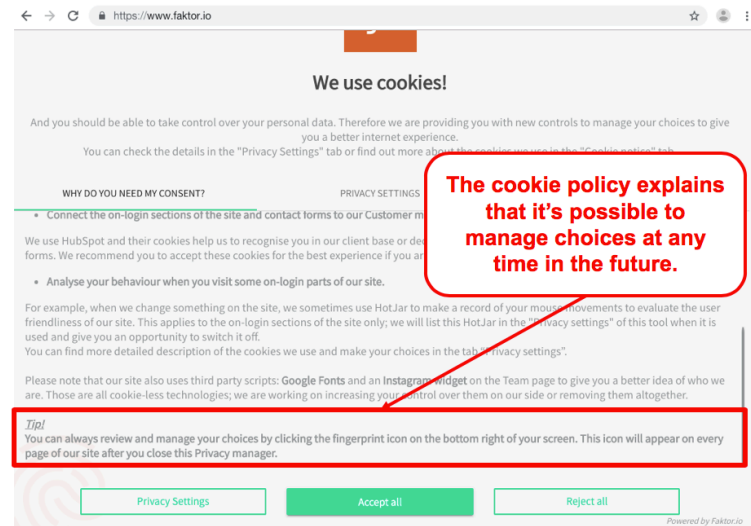 https://www.faktor.io
We use cookies!
And you should be able to take control over your personal data. Therefore we are providing you with new controls to manage your choices to give
you a better internet experience.
You can check the details in the "Privacy Settings" tab or find out more about the cookies we use in the "Cookie notice" tab.
WHY DO YOU NEED MY CONSENT?
PRIVACY SETTINGS
The cookie policy explains
that it's possible to
manage choices at any
time in the future.
• Connect the on-login sections of the site and contact forms to our Customer m
We use HubSpot and their cookies help us to recognise you in our client base or
forms. We recommend you to accept these cookies for the best experience if you
• Analyse your behaviour when you visit some on-login parts of our site.
For example, when we change something on the site, we sometimes use HotJar to make a record of your mouse movements to evaluate the user
friendliness of our site. This applies to the on-login sections of the site only; we will list this HotJar in the "Privacy settings" of this tool when it is
used and give you an opportunity to switch it off.
You can find more detailed description of the cookies we use and make your choices in the tab "Privacy settings".
Please note that our site also uses third party scripts: Google Fonts and an Instagram widget on the Team page to give you a better idea of who we
are. Those are all cookie-less technologies; we are working on increasing your control over them on our side or removing them altogether.
Tip!
You can always review and manage your choices by clicking the fingerprint icon on the bottom right of your screen. This icon will appear on every
page of our site after you close this Privacy manager.
Privacy Settings
Accept all
Reject all
Powered by Faktor.io